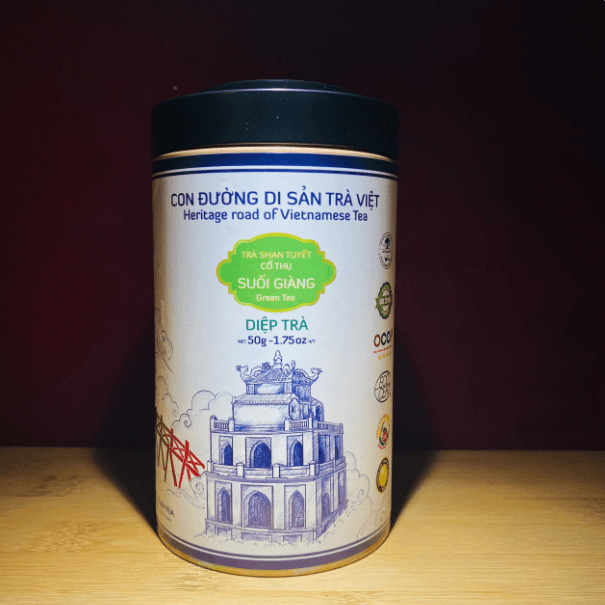 CON ĐƯỜNG DI SẢN TRÀ VIỆT
Heritage road of Vietnamese Tea
TRÀ SHAN TUYẾT
CỔ THỤ
SUỐI GIÀNG
Green Tea
DIỆP TRÀ
NET 50g -1.75oz WT
OCOP